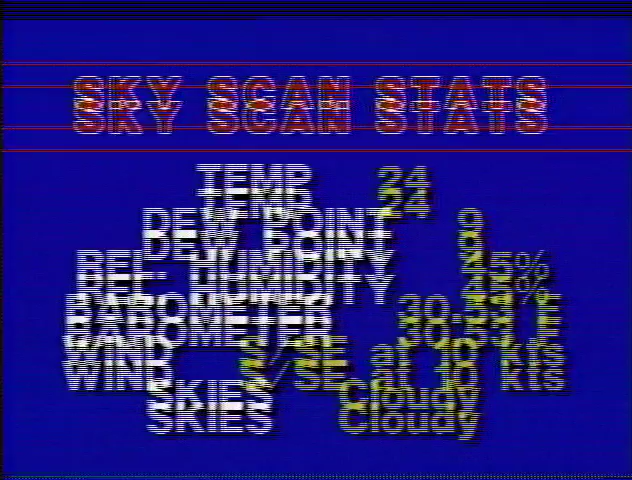 SKY SCAN STATS
TEMP 24
DEW POINT 9
REL. HUMIDITY 45%
BAROMETER F
WIND S/SE at 10 kts
SKIES Cloudy